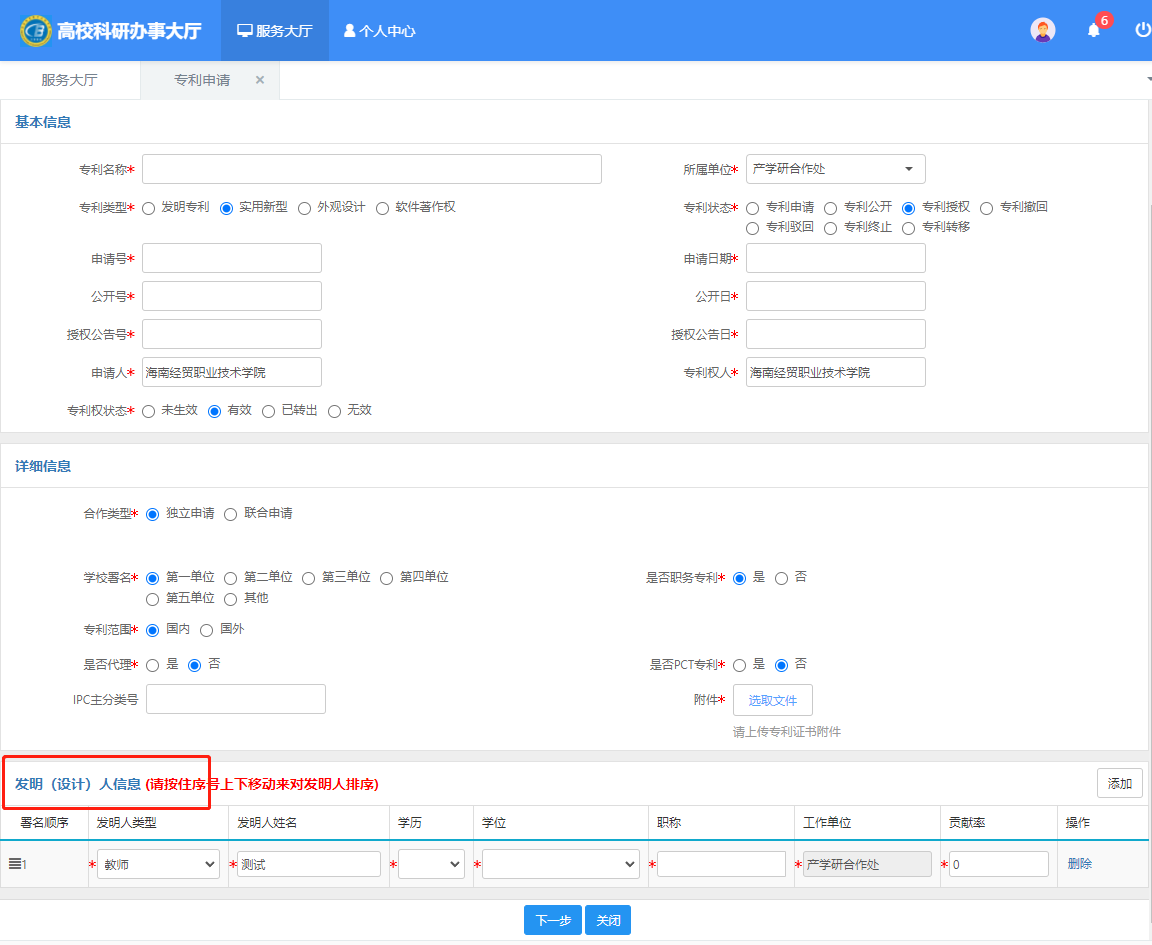 高校科研办事大厅 服务大厅 个人中心 6
服务大厅 专利申请 ×
基本信息
专利名称* 所属单位* 产学研合作处
专利类型* 发明专利 实用新型 外观设计 软件著作权 专利状态* 专利申请 专利公开 专利授权 专利撤回
专利驳回 专利终止 专利转移
申请号* 申请日期*
公开号* 公开日*
授权公告号* 授权公告日*
申请人* 海南经贸职业技术学院 专利权人* 海南经贸职业技术学院
专利权状态* 未生效 有效 已转出 无效
详细信息
合作类型* 独立申请 联合申请
学校署名* 第一单位 第二单位 第三单位 第四单位 是否职务专利* 是 否
第五单位 其他
专利范围* 国内 国外
是否代理* 是 否 是否PCT专利* 是 否
IPC主分类号 附件* 选取文件
请上传专利证书附件
发明（设计）人信息 (请按住序号上下移动来对发明人排序) 添加
署名顺序 发明人类型 发明人姓名 学历 学位 职称 工作单位 贡献率 操作
1 * 教师 * 测试 * * * * 产学研合作处 * 0 删除
下一步 关闭